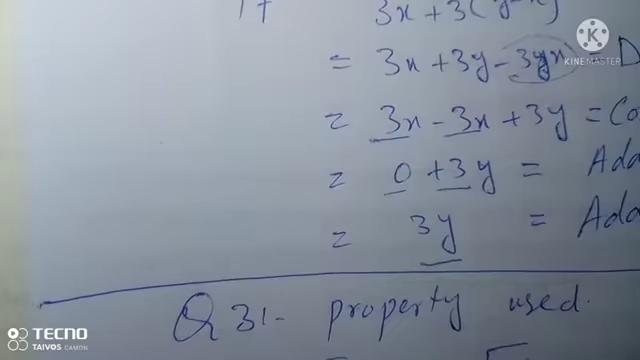 3x + 3(y-x)
= 3x + 3y - 3yx = D
= 3x - 3x + 3y = Co
= 0 + 3y = Ada
= 3y = Ada
Q 31- property used.
KINEMASTER
TECNO
TAIVOS CAMON